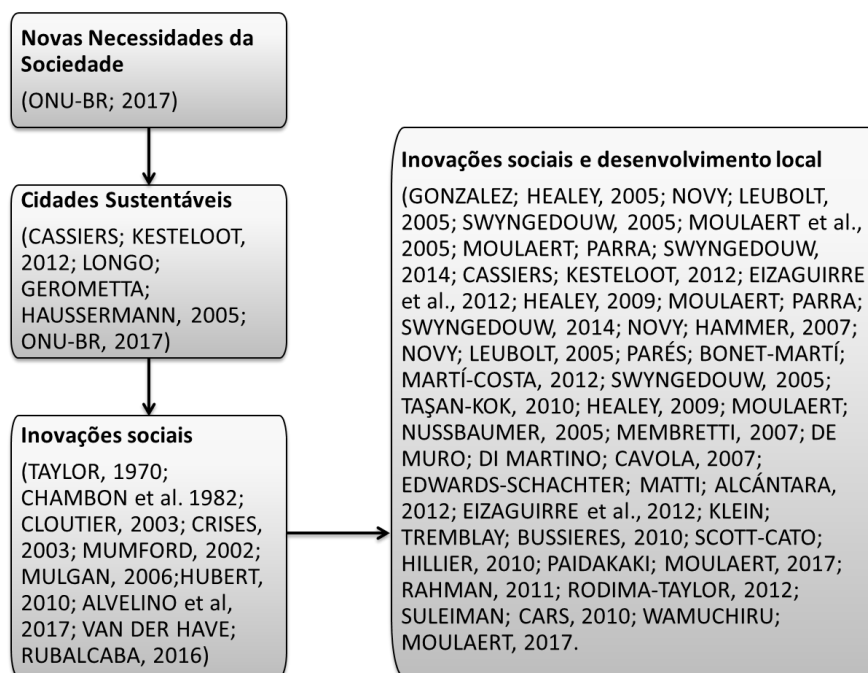 Novas Necessidades da
Sociedade
(ONU-BR; 2017)
Cidades Sustentáveis
(CASSIERS; KESTELOOT,
2012; LONGO;
GEROMETTA;
HAUSSERMANN, 2005;
ONU-BR, 2017)
Inovações sociais
(TAYLOR, 1970;
CHAMBON et al. 1982;
CLOUTIER, 2003; CRISES,
2003; MUMFORD, 2002;
MULGAN, 2006;HUBERT,
2010; ALVELINO et al,
2017; VAN DER HAVE;
RUBALCABA, 2016)
Inovações sociais e desenvolvimento local
(GONZALEZ; HEALEY, 2005; NOVY; LEUBOLT,
2005; SWYNGEDOUW, 2005; MOULAERT et al.,
2005; MOULAERT; PARRA; SWYNGEDOUW,
2014; CASSIERS; KESTELOOT, 2012; EIZAGUIRRE
et al., 2012; HEALEY, 2009; MOULAERT; PARRA;
SWYNGEDOUW, 2014; NOVY; HAMMER, 2007;
NOVY; LEUBOLT, 2005; PARÉS; BONET-MARTÍ;
MARTÍ-COSTA, 2012; SWYNGEDOUW, 2005;
TAŞAN-KOK, 2010; HEALEY, 2009; MOULAERT;
NUSSBAUMER, 2005; MEMBRETTI, 2007; DE
MURO; DI MARTINO; CAVOLA, 2007;
EDWARDS-SCHACHTER; MATTI; ALCÁNTARA,
2012; EIZAGUIRRE et al., 2012; KLEIN;
TREMBLAY; BUSSIERES, 2010; SCOTT-CATO;
HILLIER, 2010; PAIDAKAKI; MOULAERT, 2017;
RAHMAN, 2011; RODIMA-TAYLOR, 2012;
SULEIMAN; CARS, 2010; WAMUCHIRU;
MOULAERT, 2017.